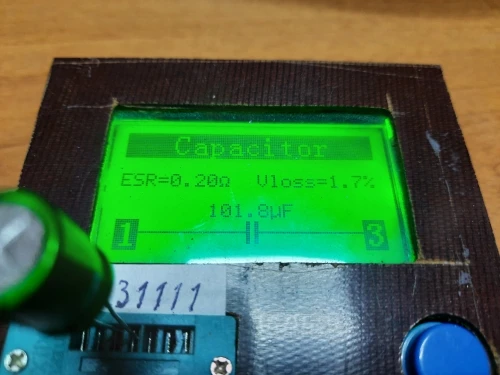 Capacitor
ESR=0.20Ω Vloss=1.7%
101.8µF
1 3
31111